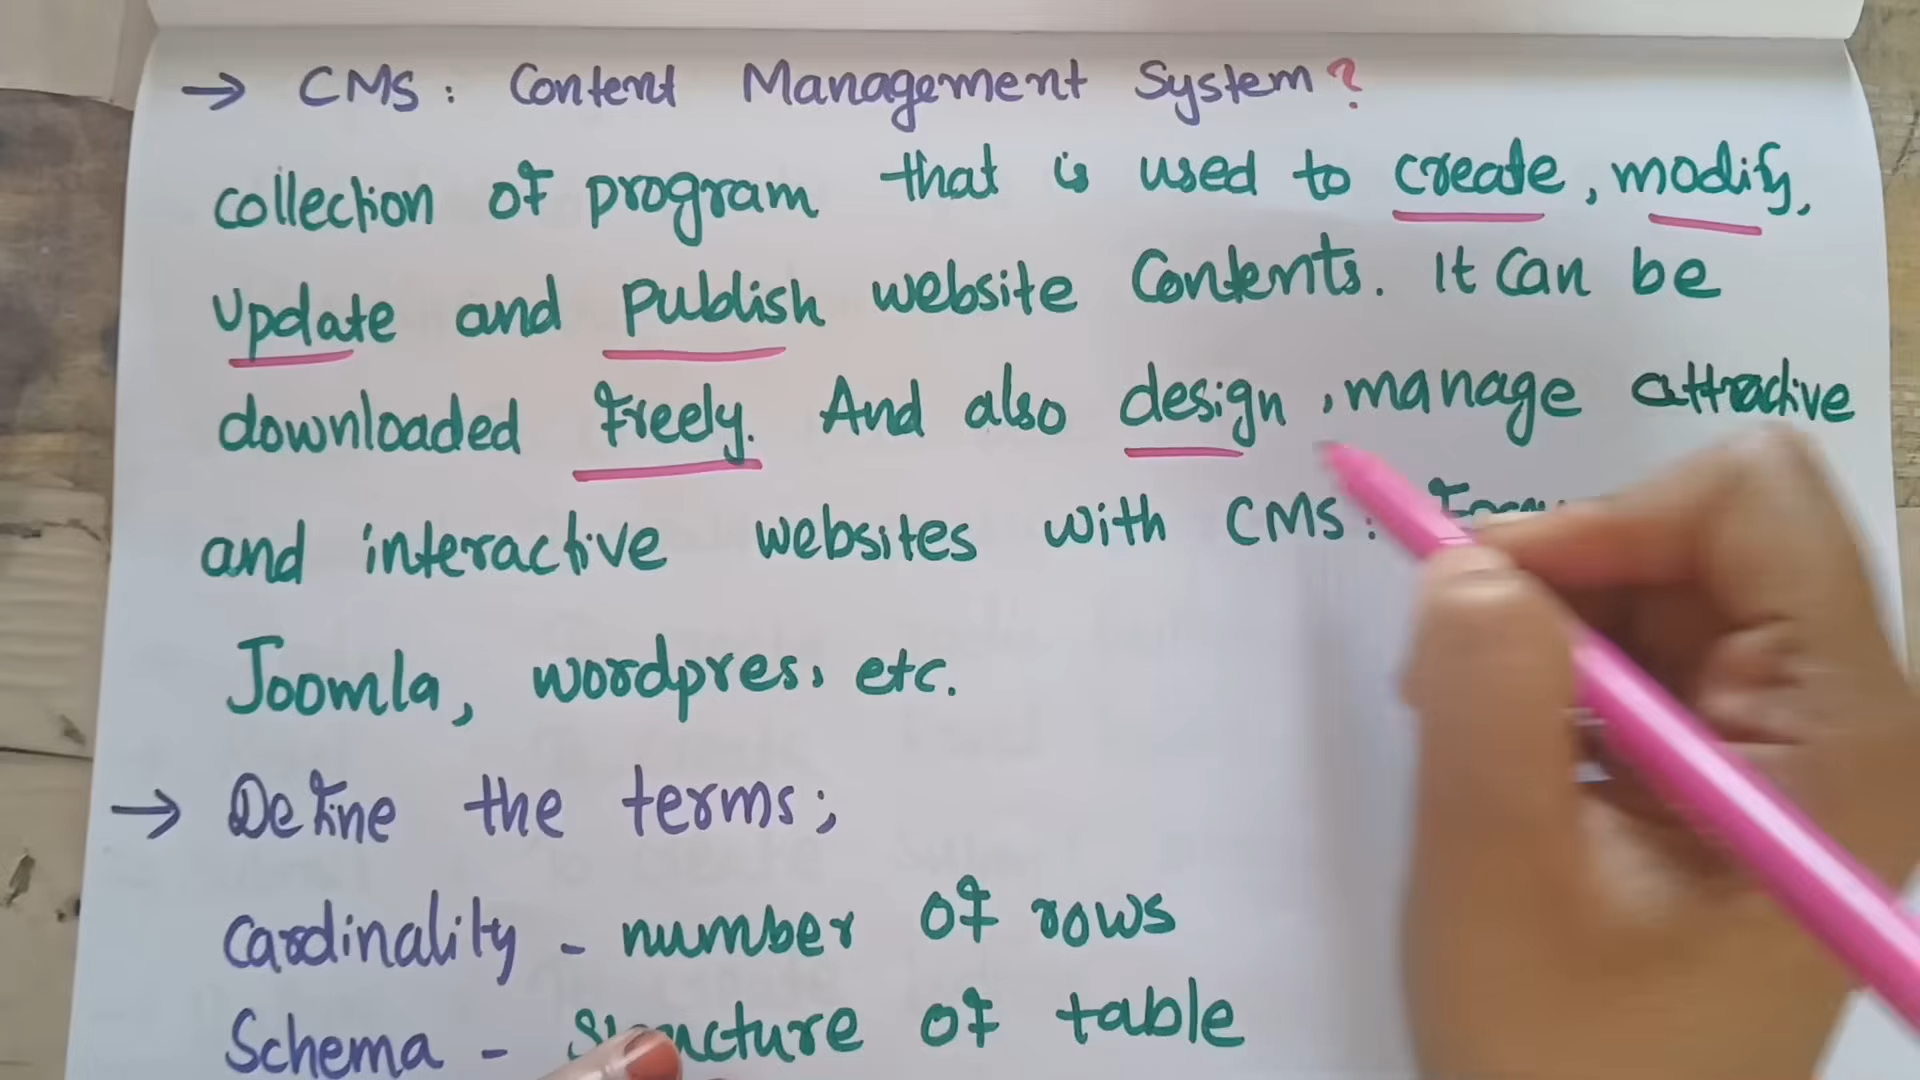 → CMS: Content Management System?
collection of program that is used to create, modify,
update and publish website Contents. It can be
downloaded freely. And also design, manage attractive
and interactive websites with CMS:
Joomla, wordpres, etc.
→ Define the terms;
Cardinality - number of rows
Schema - of table